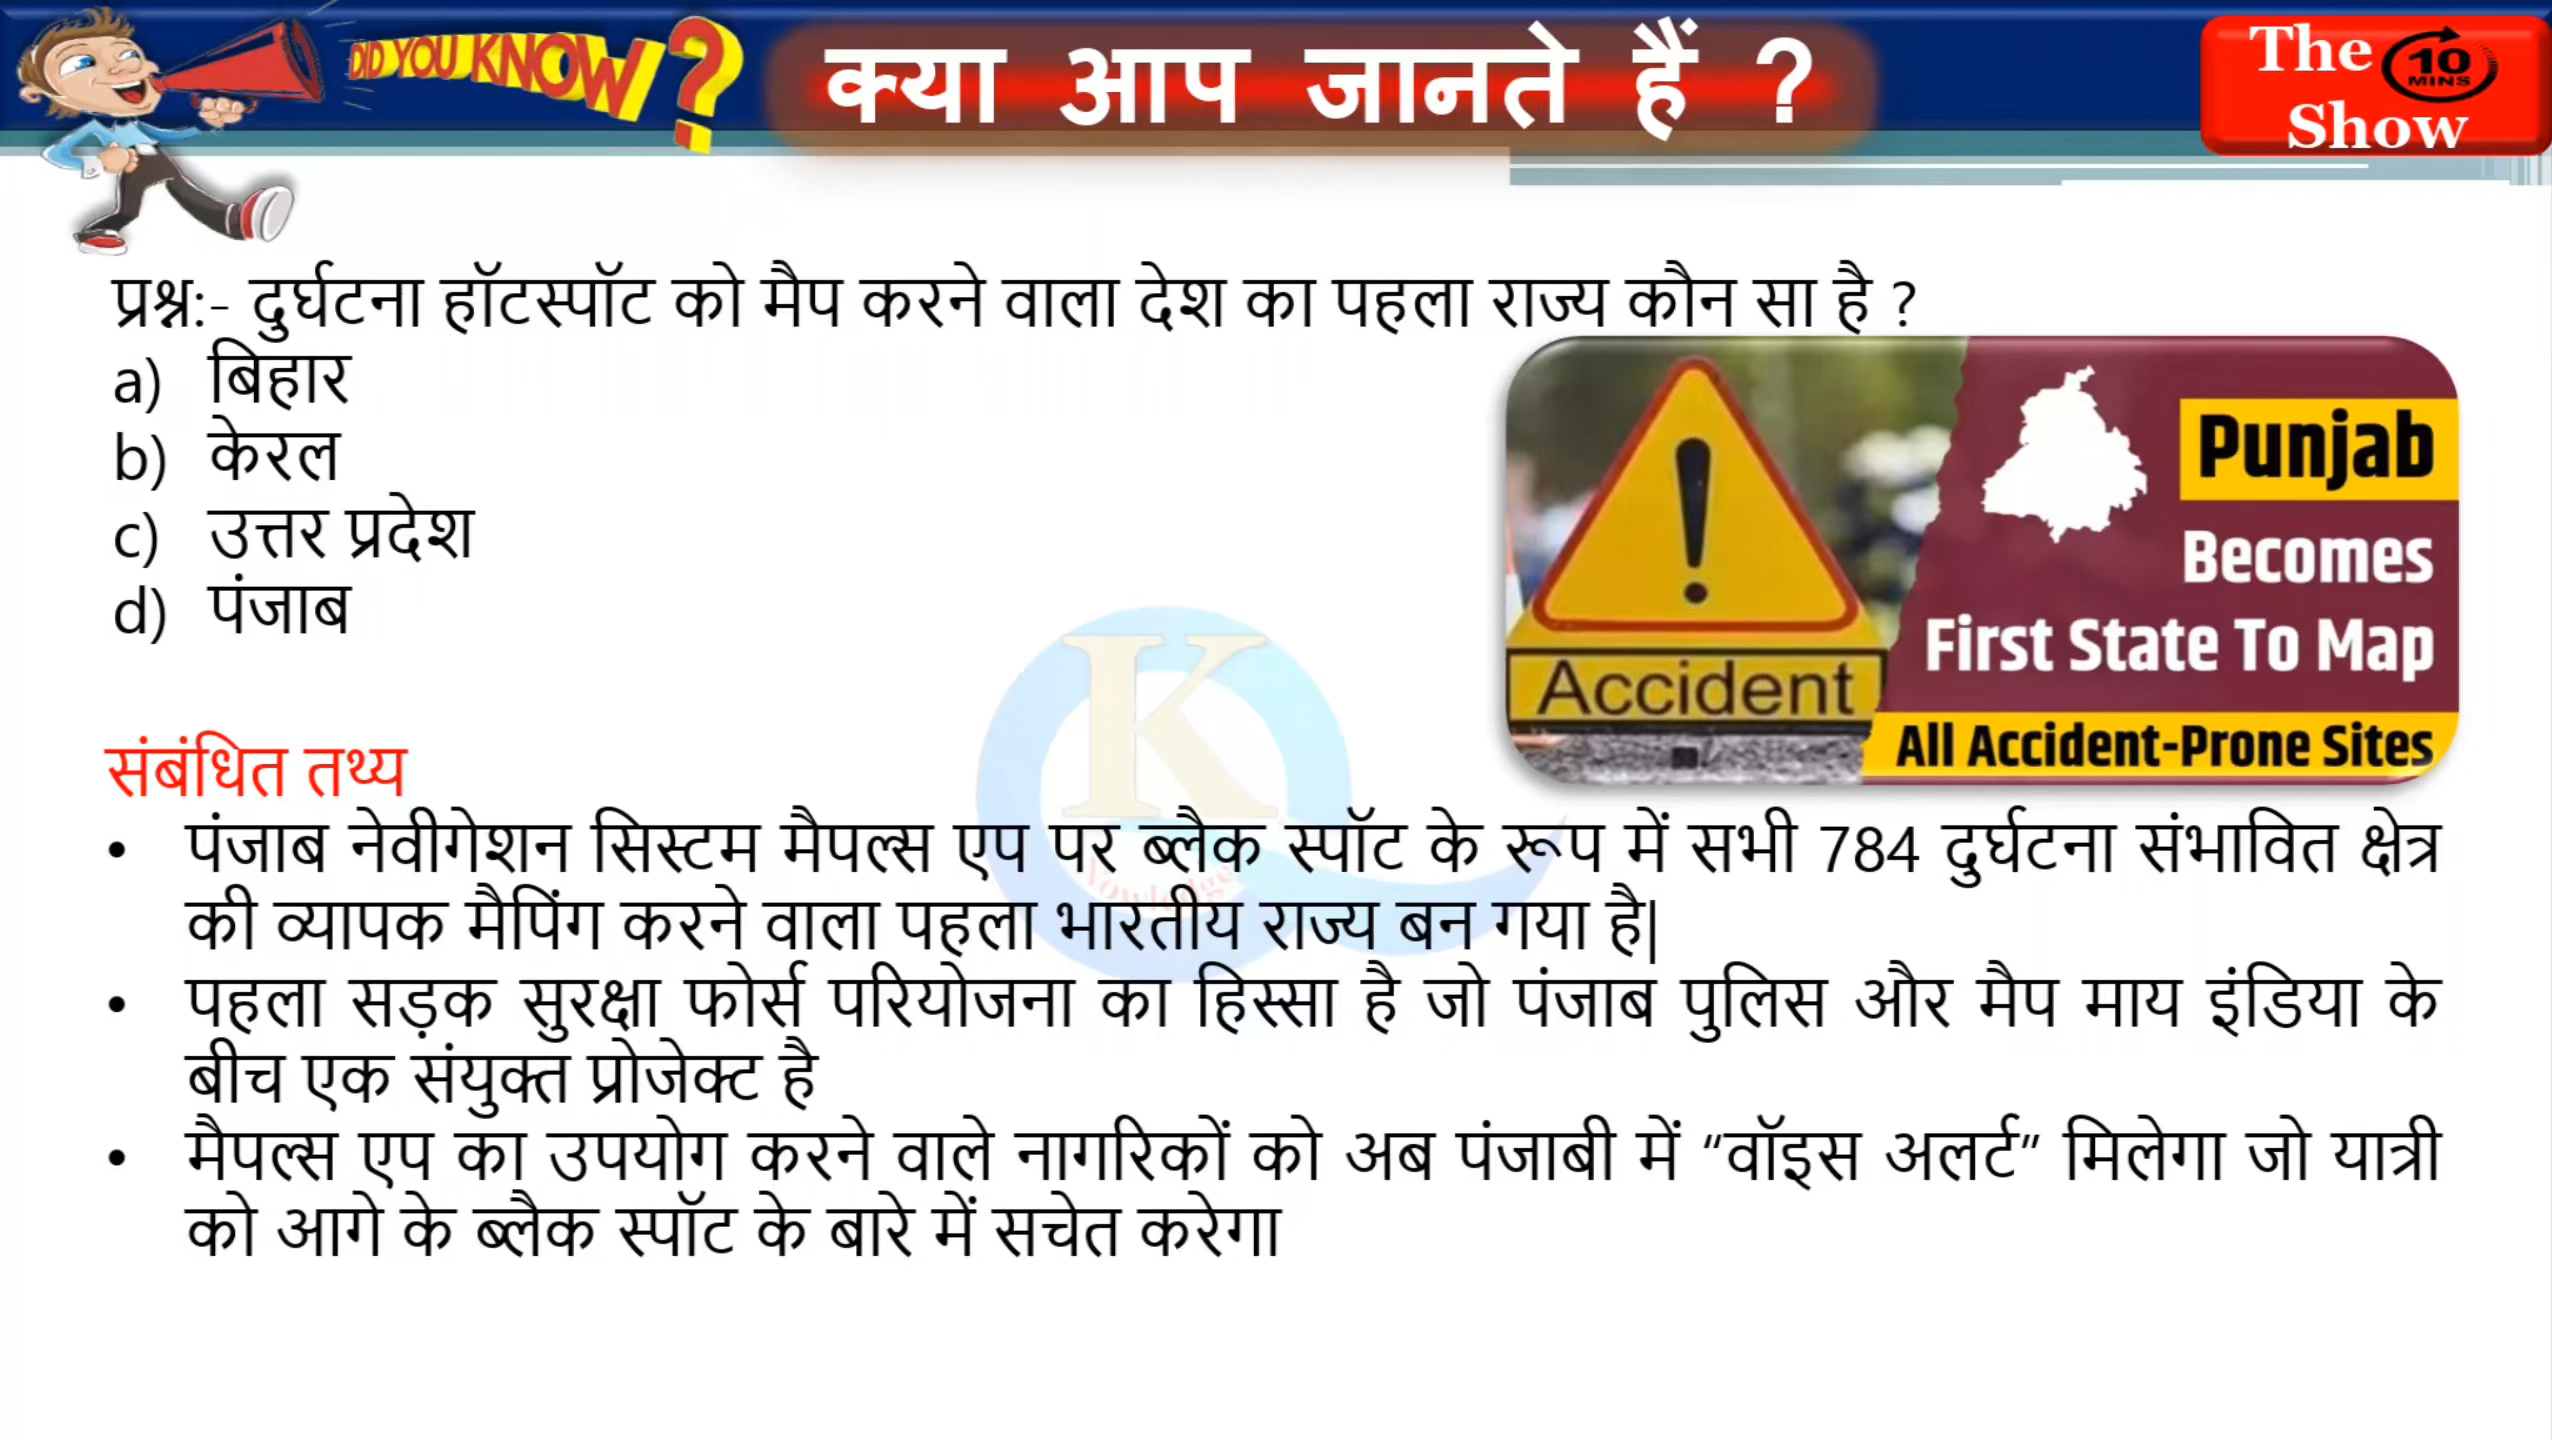 DID YOU KNOW?
क्या आप जानते हैं ?
The 10 MINS
Show
प्रश्न:- दुर्घटना हॉटस्पॉट को मैप करने वाला देश का पहला राज्य कौन सा है ?
a) बिहार
b) केरल
c) उत्तर प्रदेश
d) पंजाब
Punjab
Becomes
First State To Map
All Accident-Prone Sites
Accident
K
nowledge
संबंधित तथ्य
• पंजाब नेवीगेशन सिस्टम मैपल्स एप पर ब्लैक स्पॉट के रूप में सभी 784 दुर्घटना संभावित क्षेत्र
की व्यापक मैपिंग करने वाला पहला भारतीय राज्य बन गया है|
• पहला सड़क सुरक्षा फोर्स परियोजना का हिस्सा है जो पंजाब पुलिस और मैप माय इंडिया के
बीच एक संयुक्त प्रोजेक्ट है
• मैपल्स एप का उपयोग करने वाले नागरिकों को अब पंजाबी में “वॉइस अलर्ट” मिलेगा जो यात्री
को आगे के ब्लैक स्पॉट के बारे में सचेत करेगा